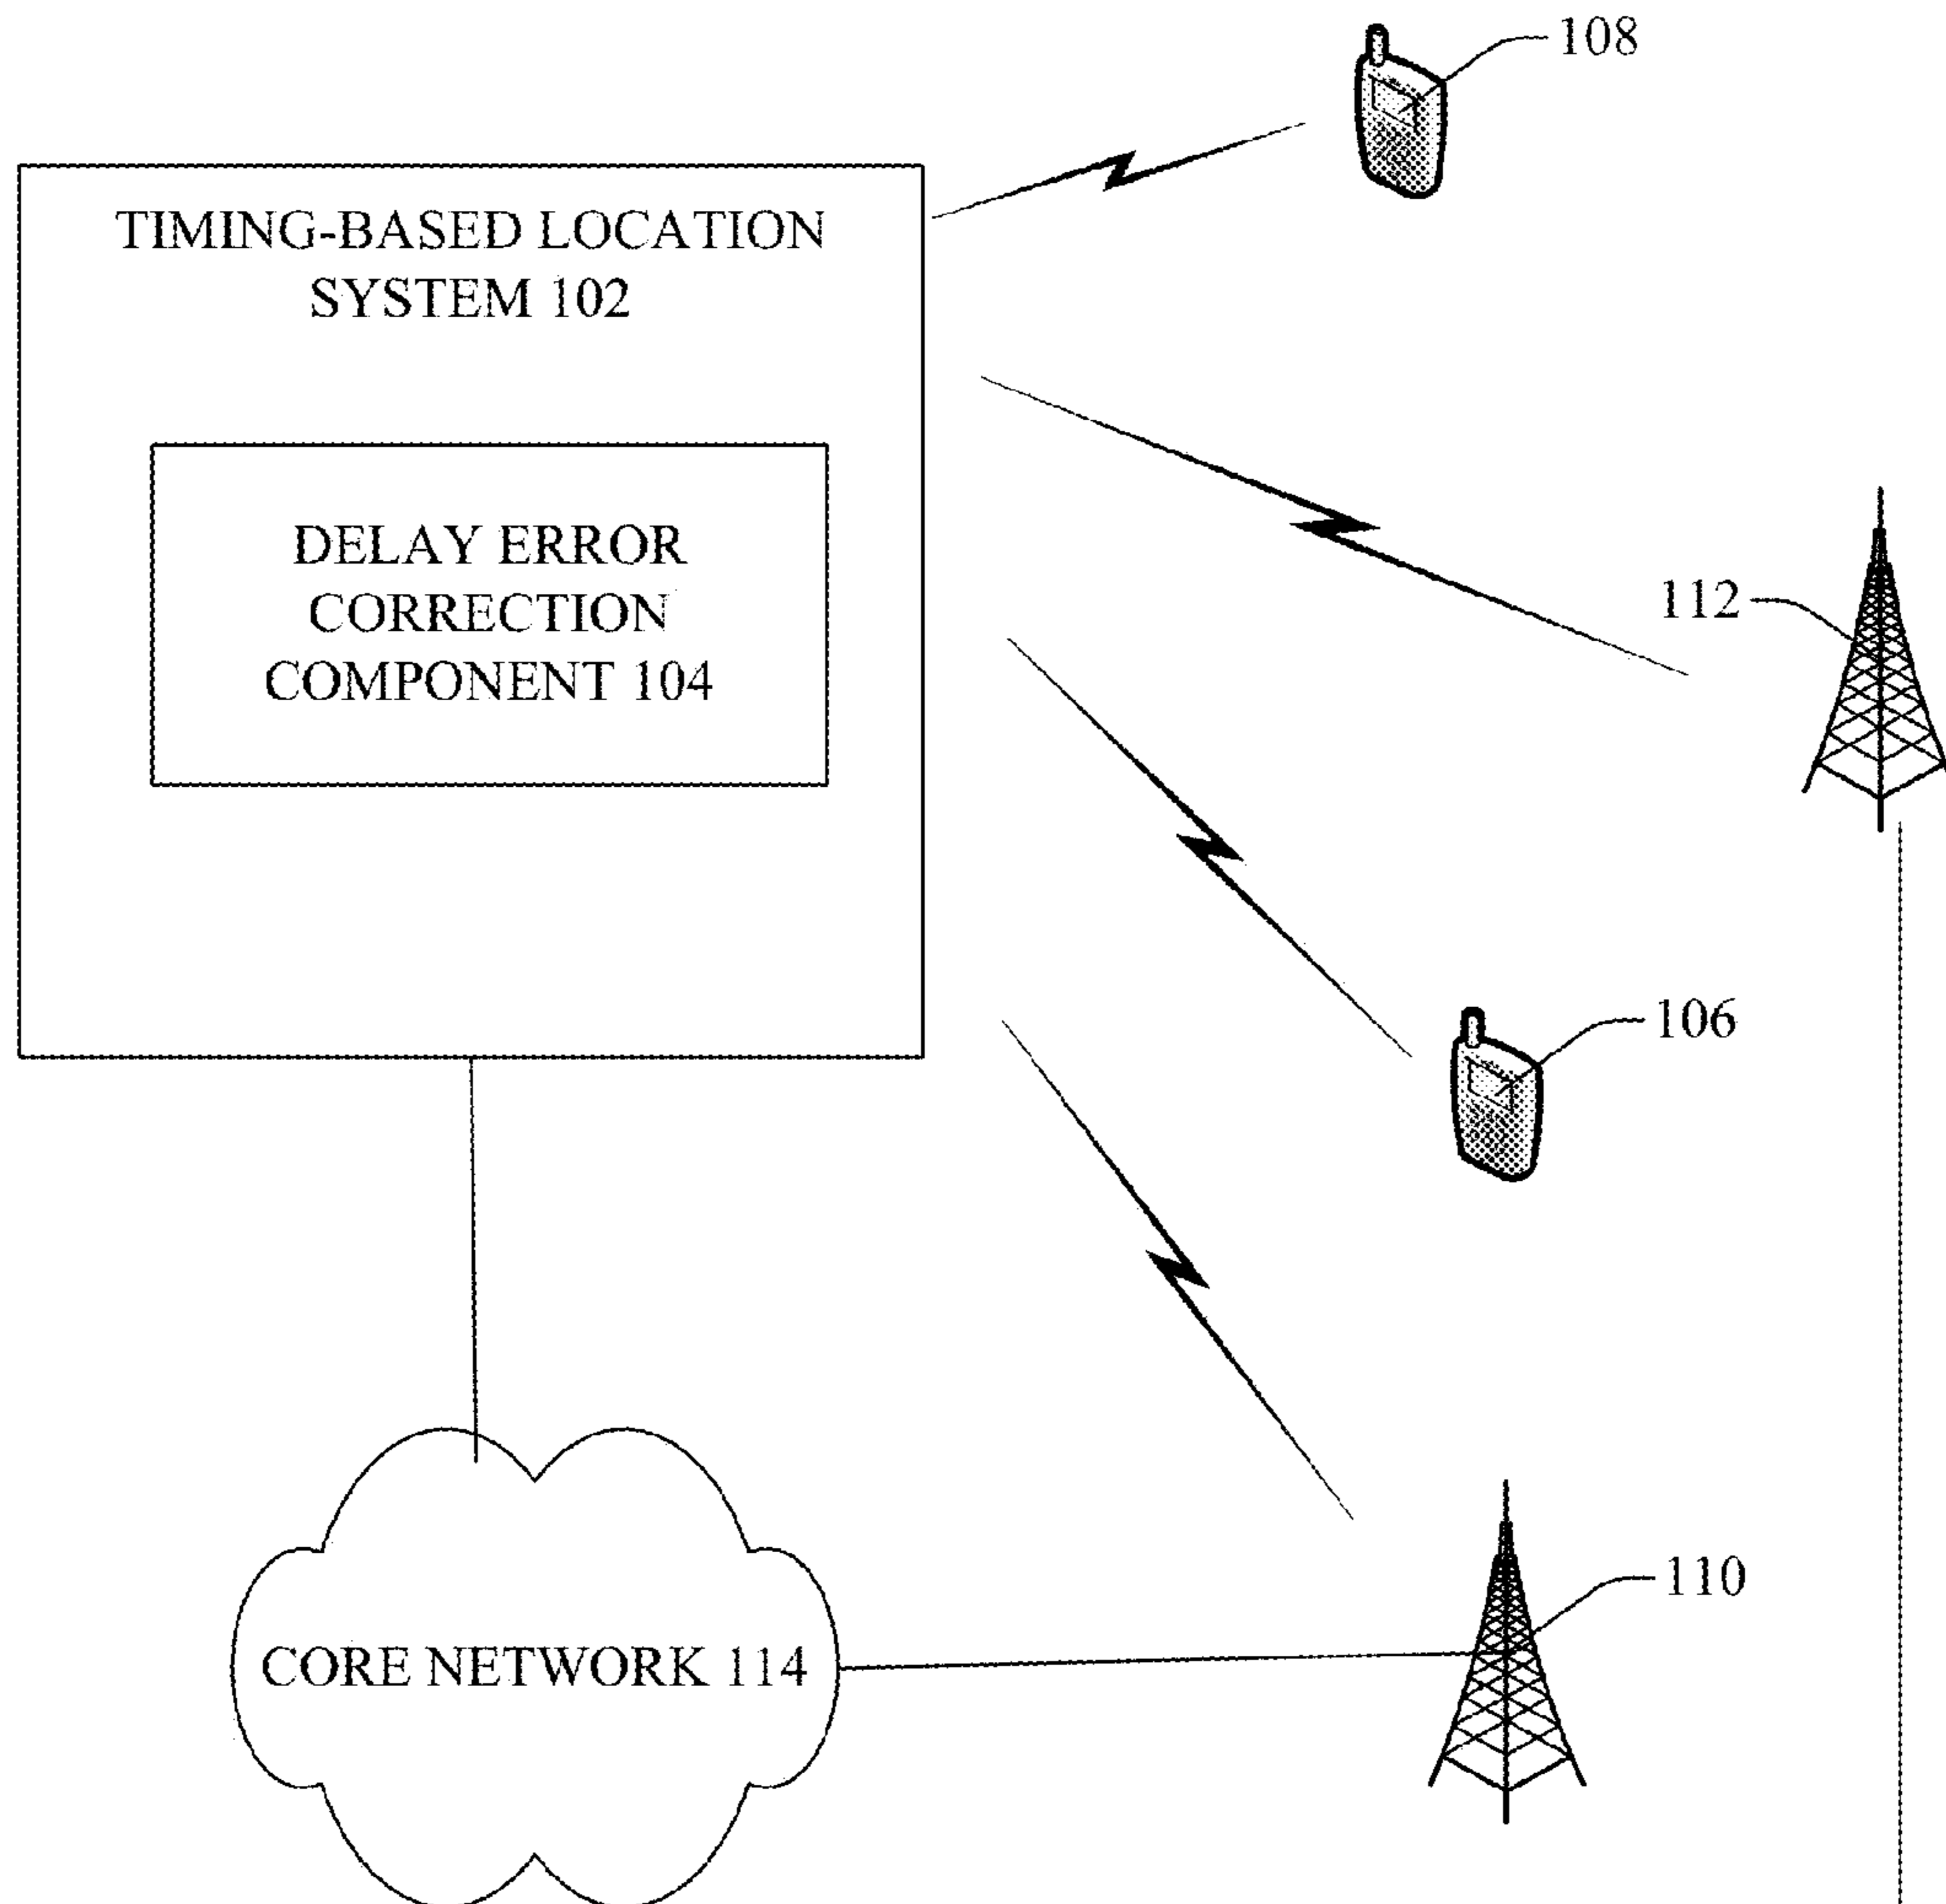 108
TIMING-BASED LOCATION
SYSTEM 102
DELAY ERROR
CORRECTION
COMPONENT 104
112
106
110
CORE NETWORK 114